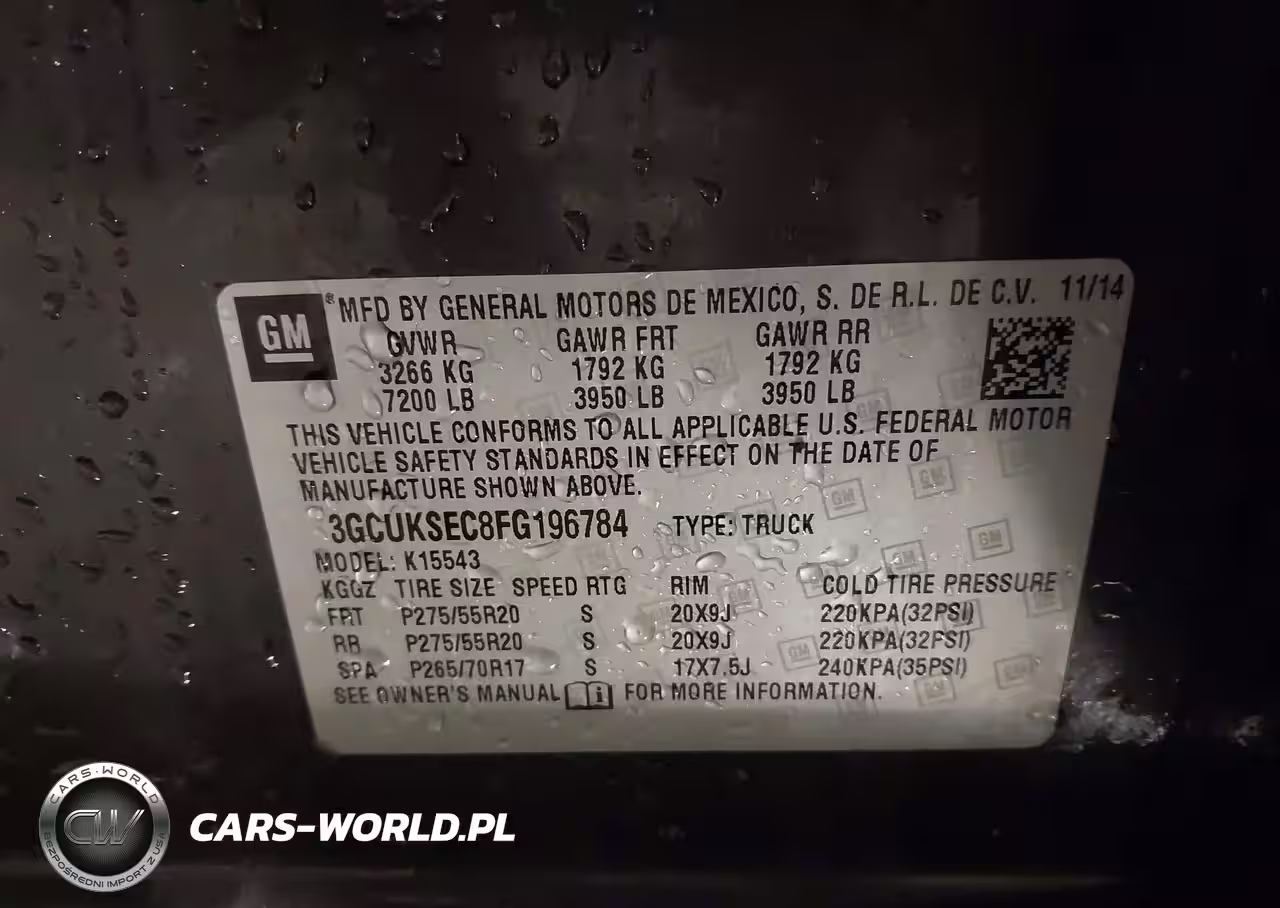 GM
® MFD BY GENERAL MOTORS DE MEXICO, S. DE R.L. DE C.V. 11/14
GVWR GAWR FRT GAWR RR
3266 KG 1792 KG 1792 KG
7200 LB 3950 LB 3950 LB
THIS VEHICLE CONFORMS TO ALL APPLICABLE U.S. FEDERAL MOTOR
VEHICLE SAFETY STANDARDS IN EFFECT ON THE DATE OF
MANUFACTURE SHOWN ABOVE.
3GCUKSEC8FG196784 TYPE: TRUCK
MODEL: K15543
KGGZ TIRE SIZE SPEED RTG RIM COLD TIRE PRESSURE
FRT P275/55R20 S 20X9J 220KPA(32PSI)
RR P275/55R20 S 20X9J 220KPA(32PSI)
SPA P265/70R17 S 17X7.5J 240KPA(35PSI)
SEE OWNER'S MANUAL FOR MORE INFORMATION.
CARS-WORLD
CW
BEZPOŚREDNI IMPORT Z USA
CARS-WORLD.PL